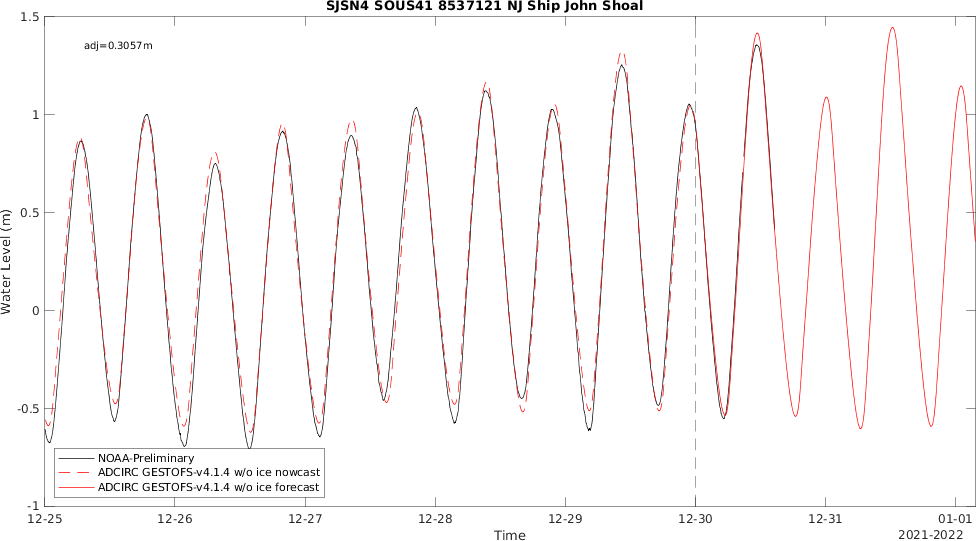 SJSN4 SOUS41 8537121 NJ Ship John Shoal
1.5
adj=0.3057m
1
0.5
Water Level (m)
0
-0.5
NOAA-Preliminary
ADCIRC GESTOFS-v4.1.4 w/o ice nowcast
ADCIRC GESTOFS-v4.1.4 w/o ice forecast
-1
12-25 12-26 12-27 12-28 12-29 12-30 12-31 01-01
Time
2021-2022